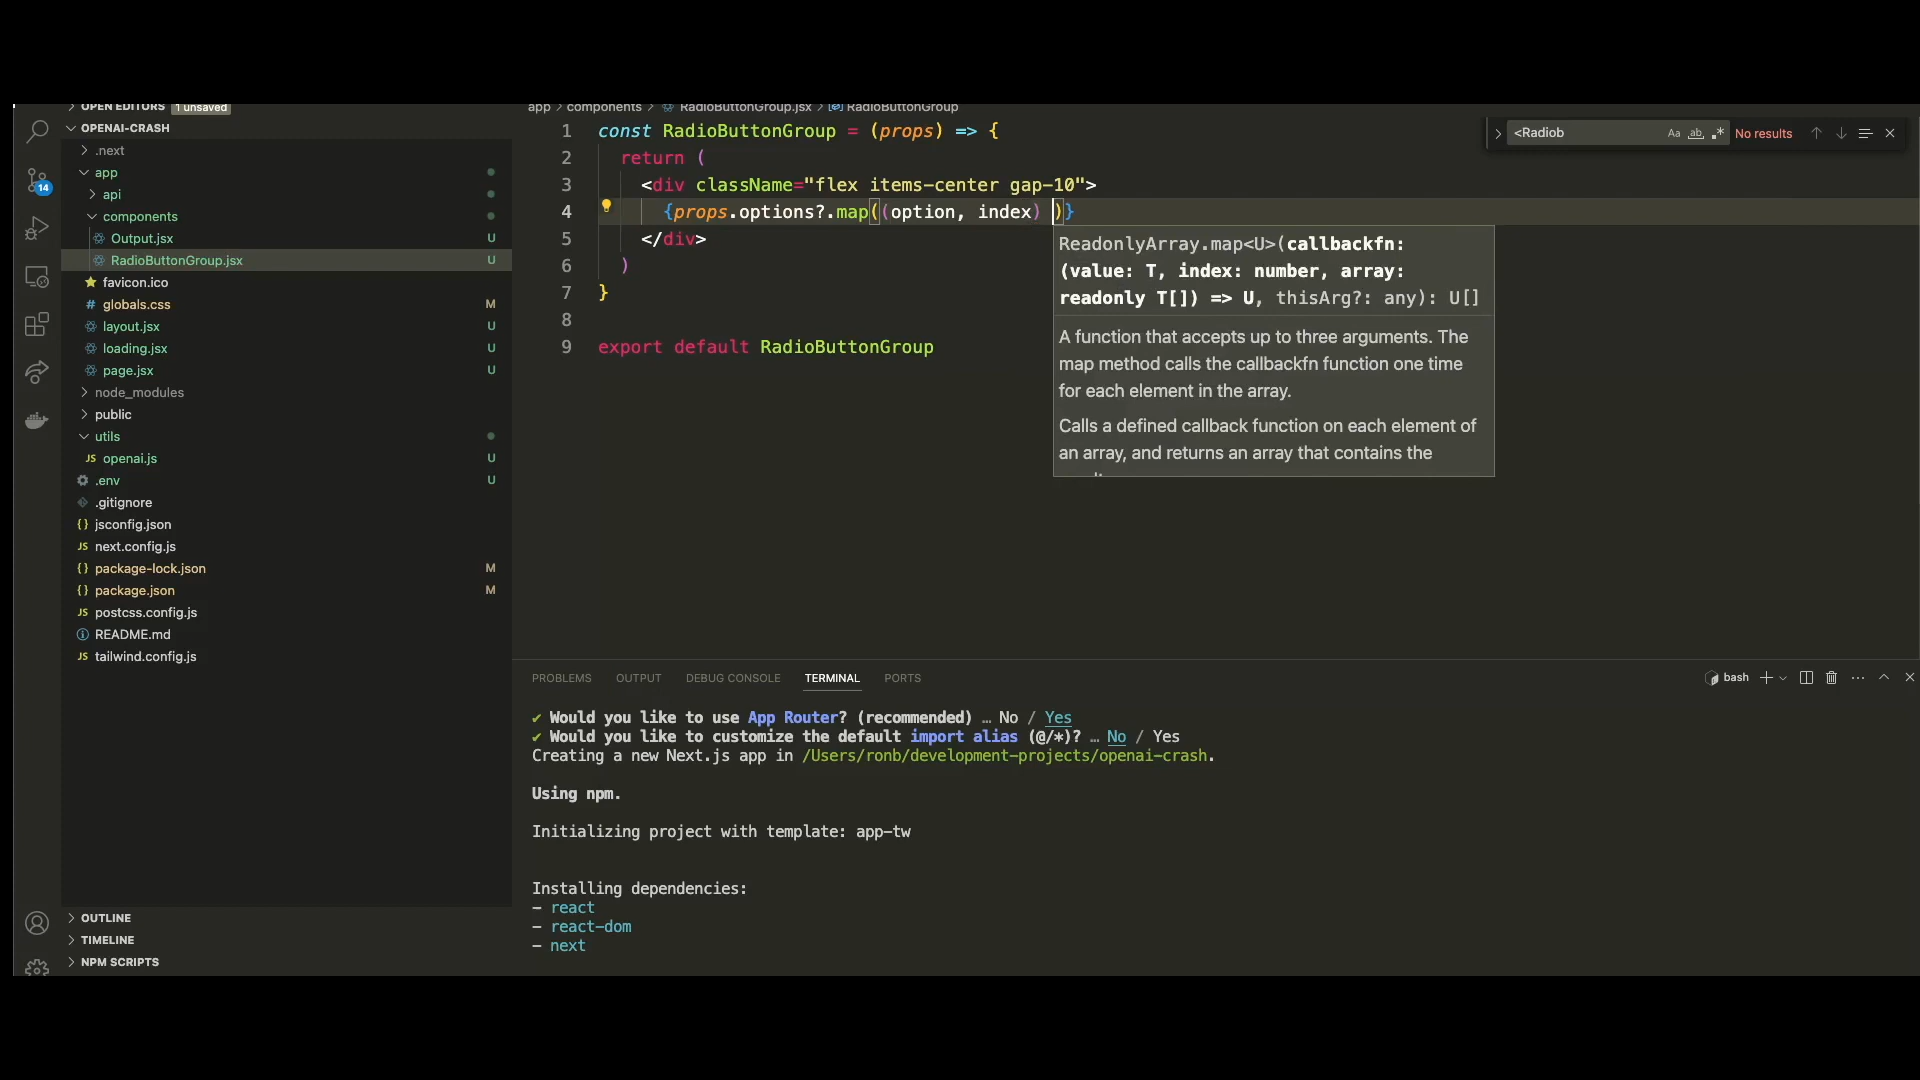 OPEN EDITORS 1 unsaved
OPENAI-CRASH
.next
app
api
components
Output.jsx U
RadioButtonGroup.jsx U
favicon.ico
globals.css M
layout.jsx U
loading.jsx U
page.jsx U
node_modules
public
utils
openai.js U
.env U
.gitignore
jsconfig.json
next.config.js
package-lock.json M
package.json M
postcss.config.js
README.md
tailwind.config.js
OUTLINE
TIMELINE
NPM SCRIPTS
14
app > components > RadioButtonGroup.jsx > RadioButtonGroup
1 const RadioButtonGroup = (props) => {
2 return (
3 <div className="flex items-center gap-10">
4 {props.options?.map((option, index) )}
5 </div>
6 )
7 }
8
9 export default RadioButtonGroup
<Radiob Aa ab .* No results
ReadonlyArray.map<U>(callbackfn:
(value: T, index: number, array:
readonly T[]) => U, thisArg?: any): U[]
A function that accepts up to three arguments. The
map method calls the callbackfn function one time
for each element in the array.
Calls a defined callback function on each element of
an array, and returns an array that contains the
PROBLEMS OUTPUT DEBUG CONSOLE TERMINAL PORTS
bash
✔ Would you like to use App Router? (recommended) … No / Yes
✔ Would you like to customize the default import alias (@/*)? … No / Yes
Creating a new Next.js app in /Users/ronb/development-projects/openai-crash.
Using npm.
Initializing project with template: app-tw
Installing dependencies:
- react
- react-dom
- next